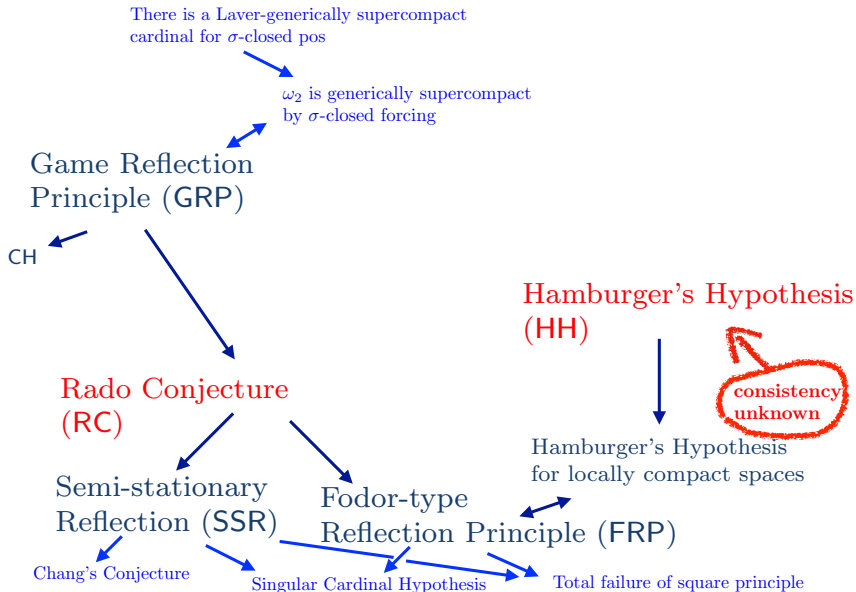 There is a Laver-generically supercompact
cardinal for σ-closed pos
ω₂ is generically supercompact
by σ-closed forcing
Game Reflection
Principle (GRP)
CH
Hamburger's Hypothesis
(HH)
consistency
unknown
Rado Conjecture
(RC)
Hamburger's Hypothesis
for locally compact spaces
Semi-stationary
Reflection (SSR)
Fodor-type
Reflection Principle (FRP)
Chang's Conjecture
Singular Cardinal Hypothesis
Total failure of square principle